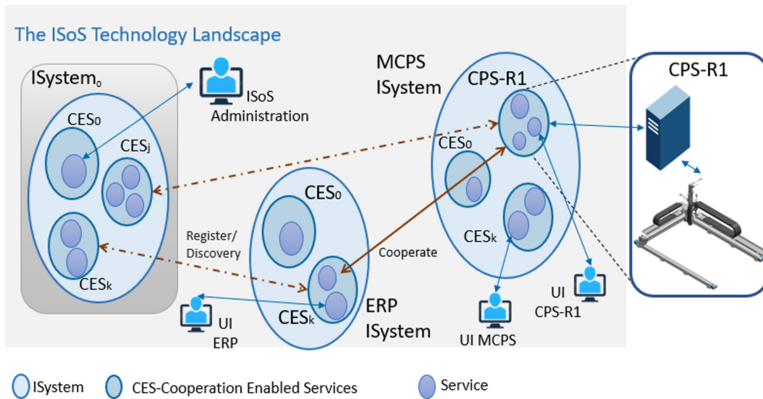 The ISoS Technology Landscape
ISystem₀
CES₀
CESⱼ
CESₖ
ISoS
Administration
MCPS
ISystem
CPS-R1
CES₀
CESₖ
CPS-R1
Register/
Discovery
CES₀
CESₖ
Cooperate
ERP
ISystem
UI
ERP
UI MCPS
UI
CPS-R1
ISystem
CES-Cooperation Enabled Services
Service